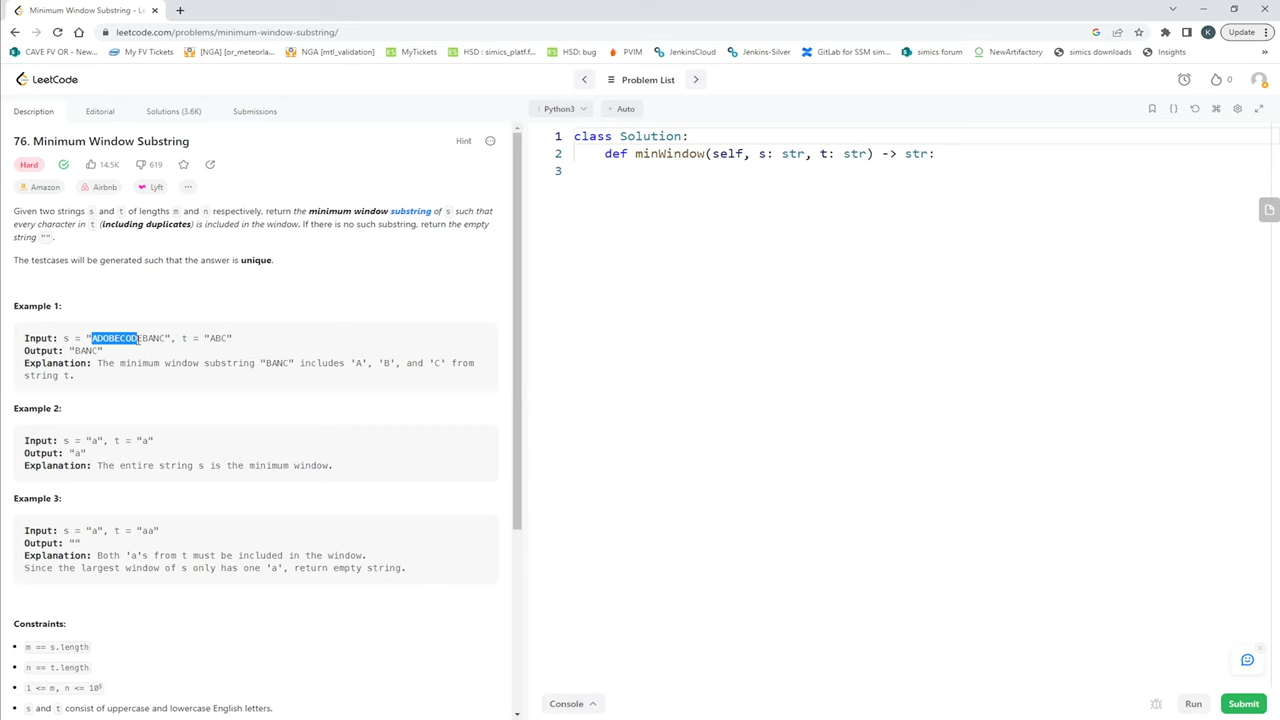 Minimum Window Substring - Le
leetcode.com/problems/minimum-window-substring/
Update
CAVE FV OR - New...
My FV Tickets
[NGA] [or_meteorla...
NGA [mtl_validation]
MyTickets
HSD : simics_platf.f...
HSD: bug
PVIM
JenkinsCloud
Jenkins-Silver
GitLab for SSM sim...
simics forum
NewArtifactory
simics downloads
Insights
»
LeetCode
Problem List
0
Description
Editorial
Solutions (3.6K)
Submissions
Python3
Auto
76. Minimum Window Substring
Hint
Hard
14.5K
619
Amazon
Airbnb
Lyft
Given two strings s and t of lengths m and n respectively, return the minimum window substring of s such that
every character in t (including duplicates) is included in the window. If there is no such substring, return the empty
string "".
The testcases will be generated such that the answer is unique.
Example 1:
Input: s = "ADOBECODEBANC", t = "ABC"
Output: "BANC"
Explanation: The minimum window substring "BANC" includes 'A', 'B', and 'C' from
string t.
Example 2:
Input: s = "a", t = "a"
Output: "a"
Explanation: The entire string s is the minimum window.
Example 3:
Input: s = "a", t = "aa"
Output: ""
Explanation: Both 'a's from t must be included in the window.
Since the largest window of s only has one 'a', return empty string.
Constraints:
m == s.length
n == t.length
1 <= m, n <= 10⁵
s and t consist of uppercase and lowercase English letters.
1 class Solution:
2 def minWindow(self, s: str, t: str) -> str:
3
Console
Run
Submit